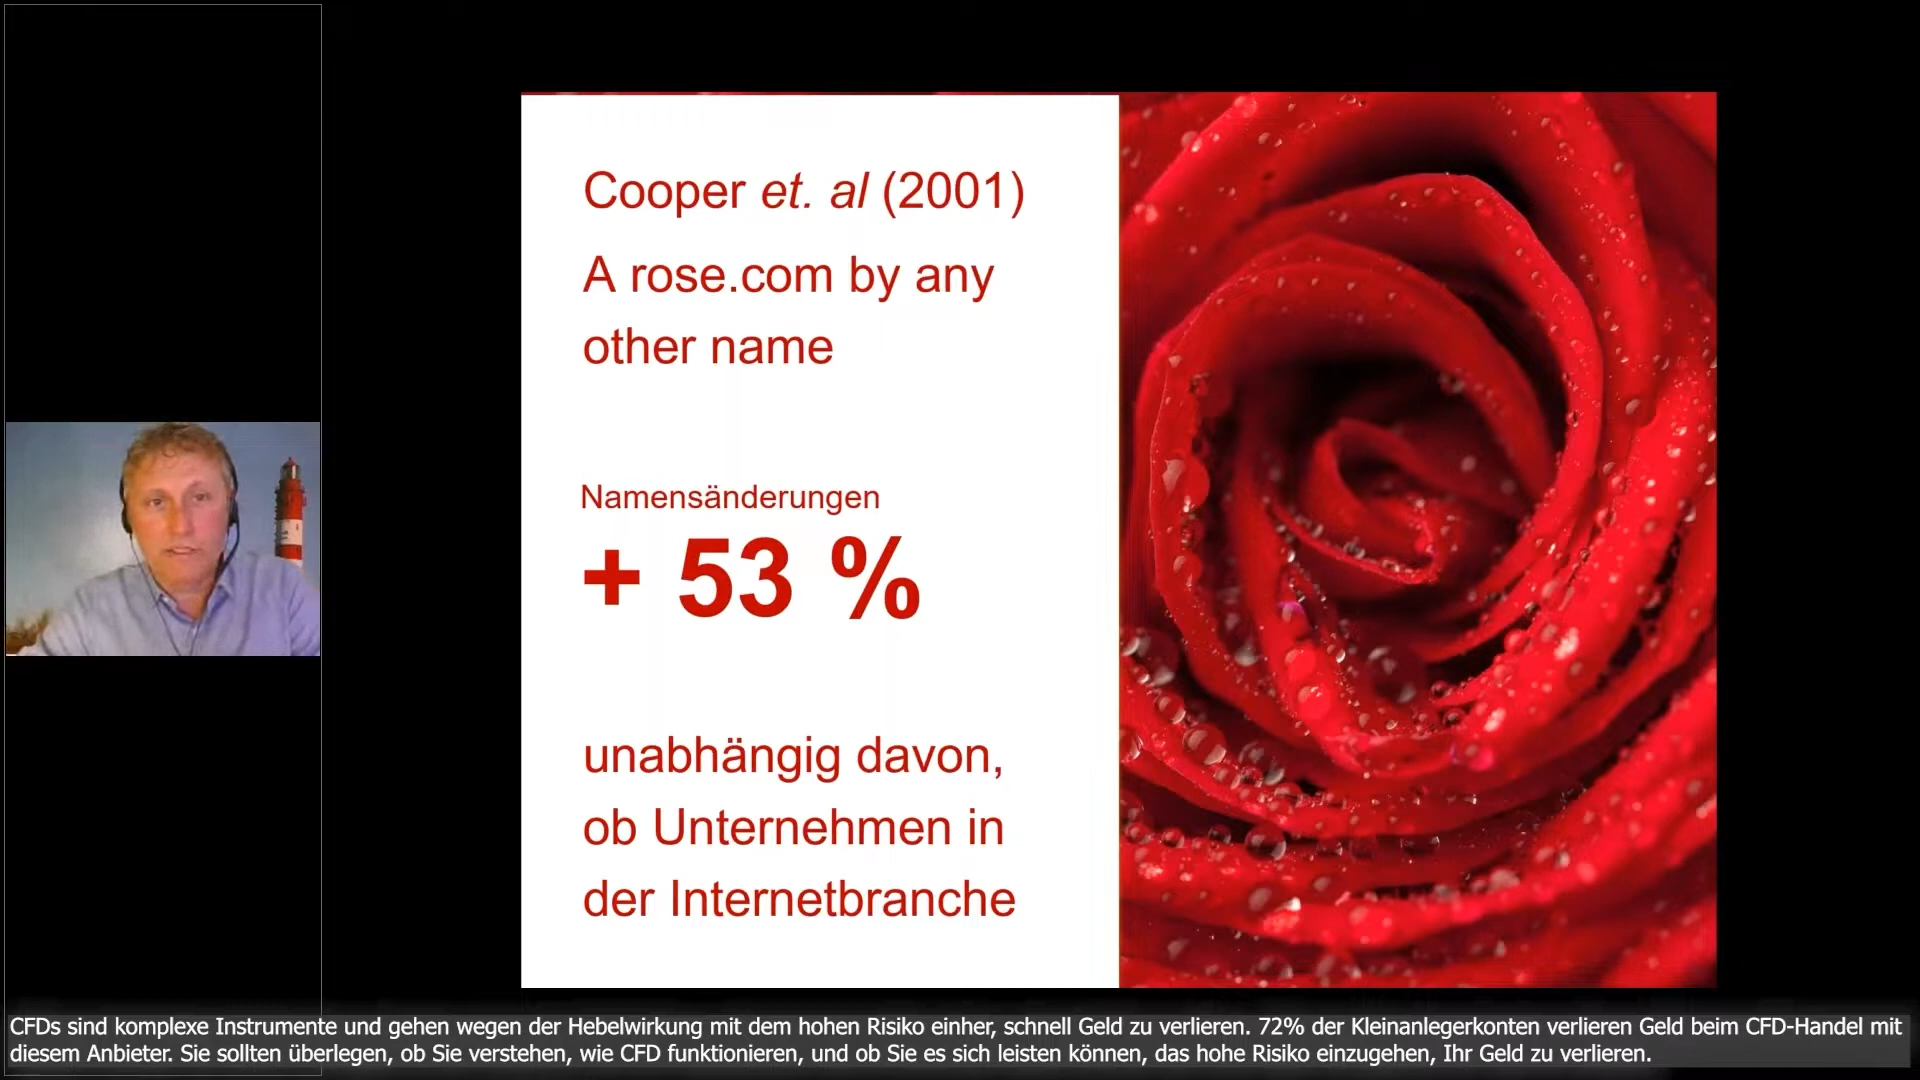 Cooper et. al (2001)
A rose.com by any
other name
Namensänderungen
+ 53 %
unabhängig davon,
ob Unternehmen in
der Internetbranche
CFDs sind komplexe Instrumente und gehen wegen der Hebelwirkung mit dem hohen Risiko einher, schnell Geld zu verlieren. 72% der Kleinanlegerkonten verlieren Geld beim CFD-Handel mit
diesem Anbieter. Sie sollten überlegen, ob Sie verstehen, wie CFD funktionieren, und ob Sie es sich leisten können, das hohe Risiko einzugehen, Ihr Geld zu verlieren.